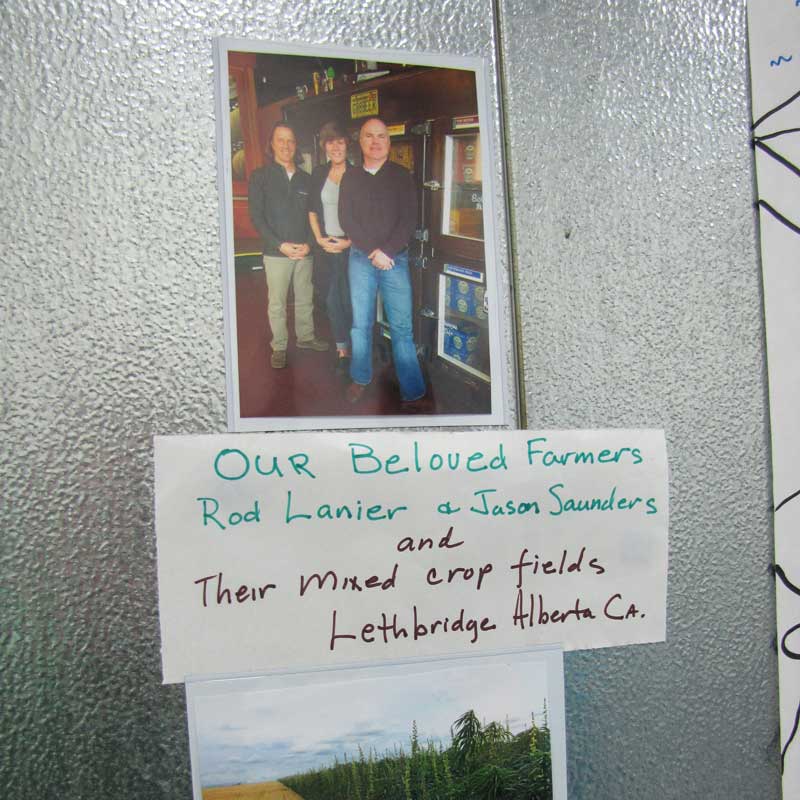 OUR Beloved Farmers
Rod Lanier & Jason Saunders
and
Their mixed crop fields
Lethbridge Alberta CA.